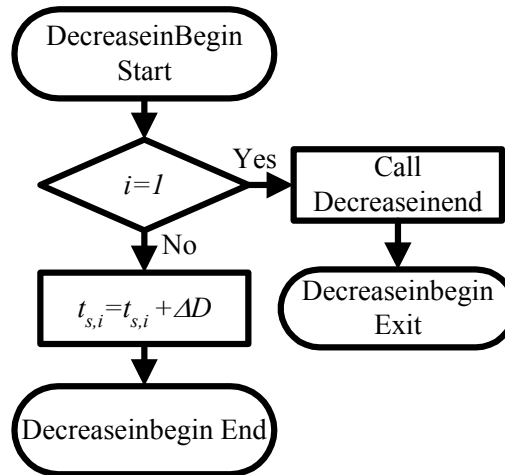 DecreaseinBegin
Start
i=1
Yes
Call
Decreaseinend
No
t_{s,i}=t_{s,i}+ΔD
Decreaseinbegin
Exit
Decreaseinbegin End